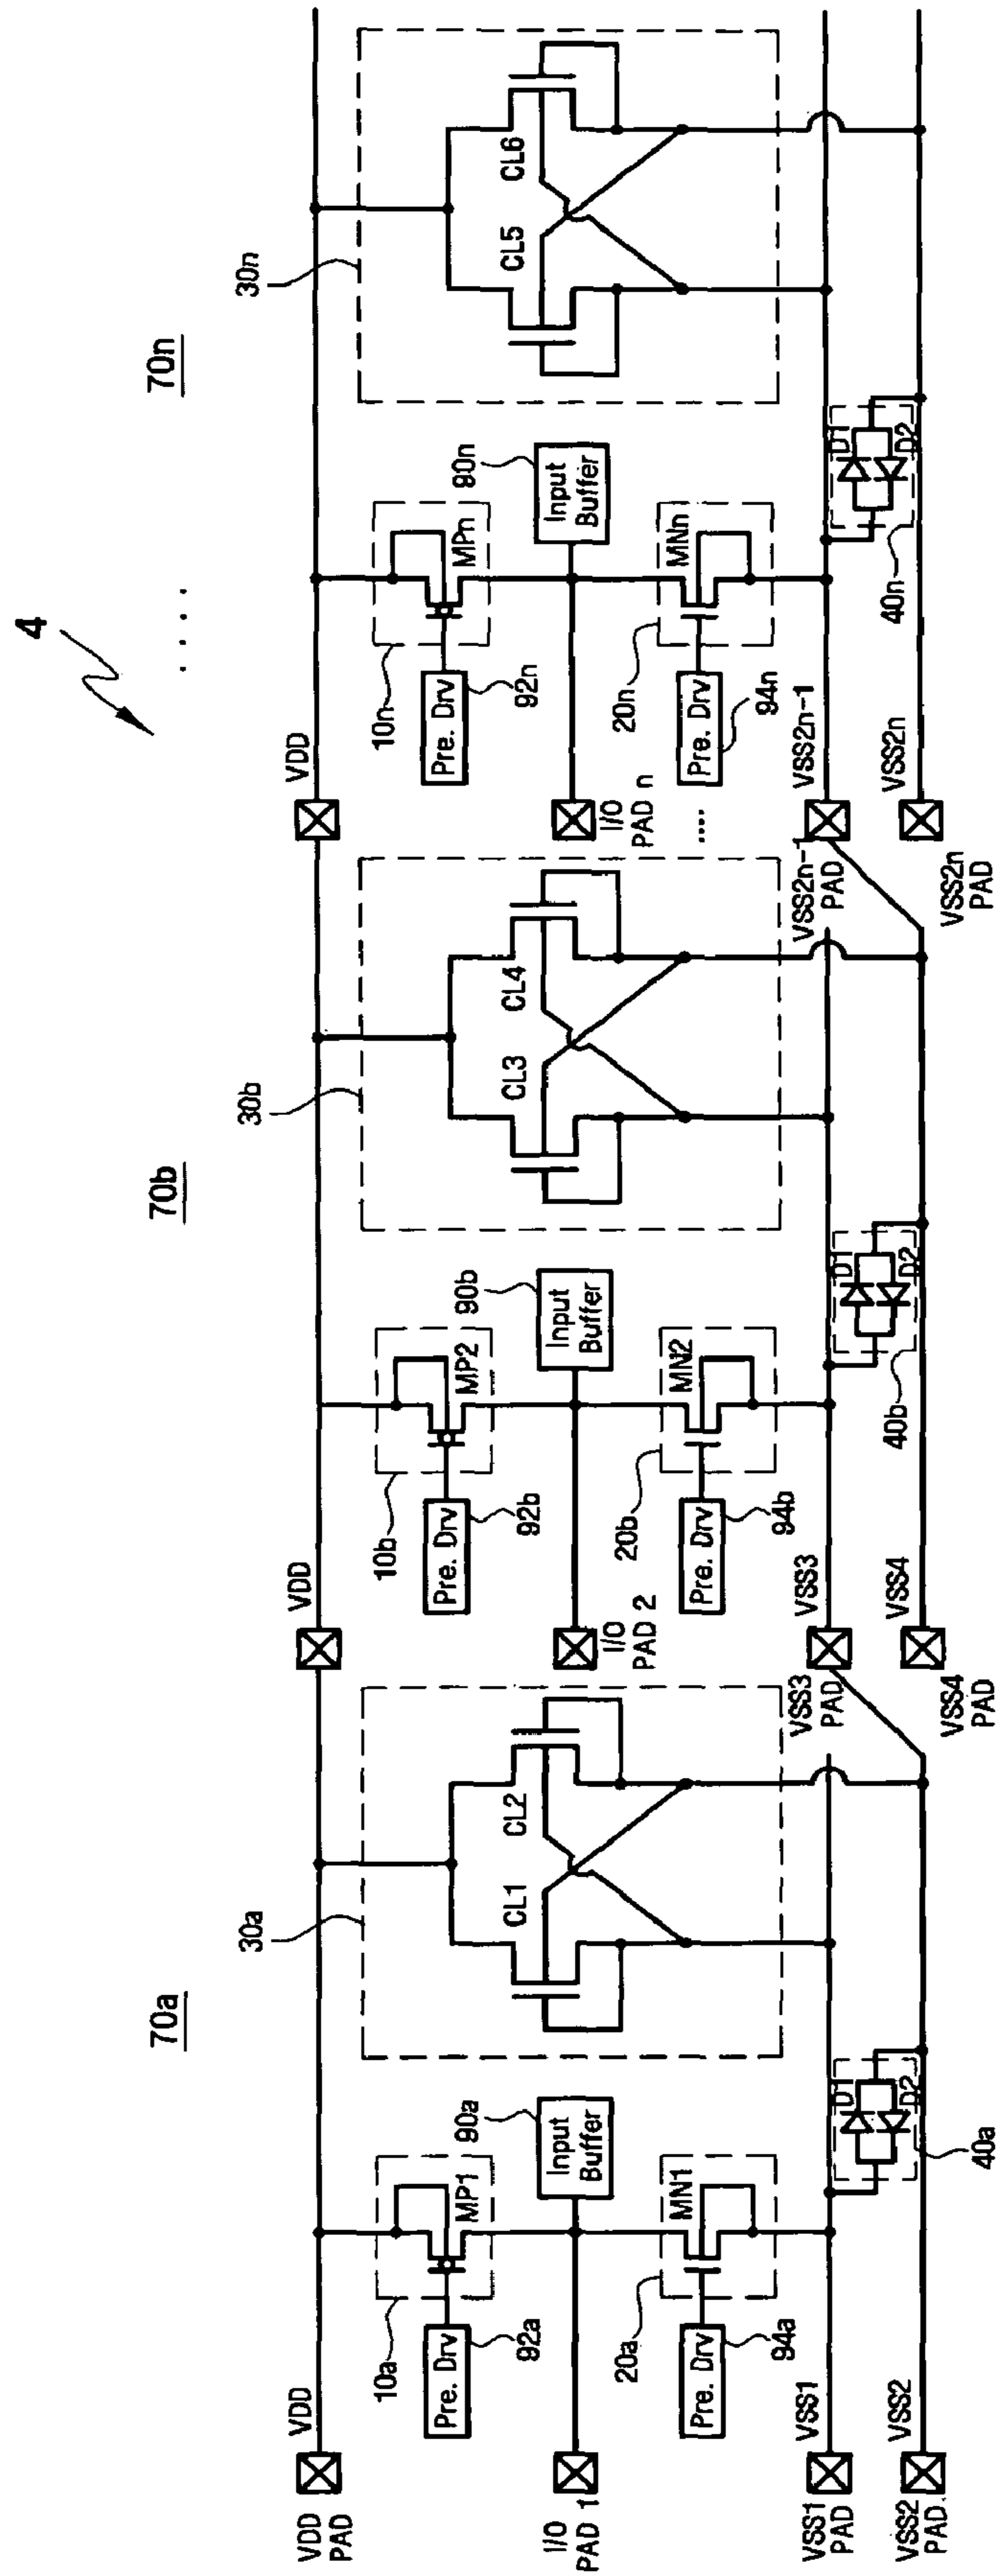 4
70a
70b
70n
. . . .
30a
30b
30n
VDD
PAD
VDD
VDD
VDD
10a
MP1
Pre. Drv
92a
90a
Input
Buffer
CL1
CL2
10b
MP2
Pre. Drv
92b
90b
Input
Buffer
CL3
CL4
10n
MPn
Pre. Drv
92n
90n
Input
Buffer
CL5
CL6
I/O
PAD 1
I/O
PAD 2
I/O
PAD n
....
20a
MN1
Pre. Drv
94a
20b
MN2
Pre. Drv
94b
20n
MNn
Pre. Drv
94n
VSS1
PAD
VSS1
VSS3
PAD
VSS3
VSS2n-1
PAD
VSS2n-1
D1
D2
40a
D1
D2
40b
D1
D2
40n
VSS2
PAD
VSS2
VSS4
PAD
VSS4
VSS2n
PAD
VSS2n